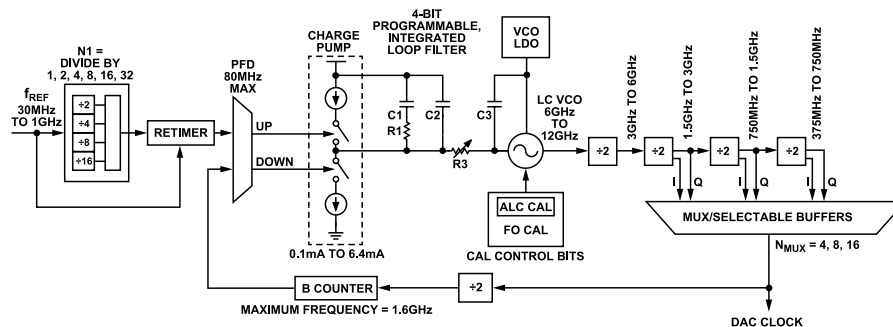 N1 =
DIVIDE BY
1, 2, 4, 8, 16, 32
fREF
30MHz
TO 1GHz
÷2
÷4
÷8
÷16
RETIMER
PFD
80MHz
MAX
UP
DOWN
CHARGE
PUMP
0.1mA TO 6.4mA
4-BIT
PROGRAMMABLE,
INTEGRATED
LOOP FILTER
C1
R1
C2
R3
C3
VCO
LDO
LC VCO
6GHz
TO
12GHz
ALC CAL
FO CAL
CAL CONTROL BITS
÷2
3GHz TO 6GHz
÷2
1.5GHz TO 3GHz
÷2
750MHz TO 1.5GHz
÷2
375MHz TO 750MHz
I
Q
I
Q
I
Q
MUX/SELECTABLE BUFFERS
NMUX = 4, 8, 16
÷2
B COUNTER
MAXIMUM FREQUENCY = 1.6GHz
DAC CLOCK